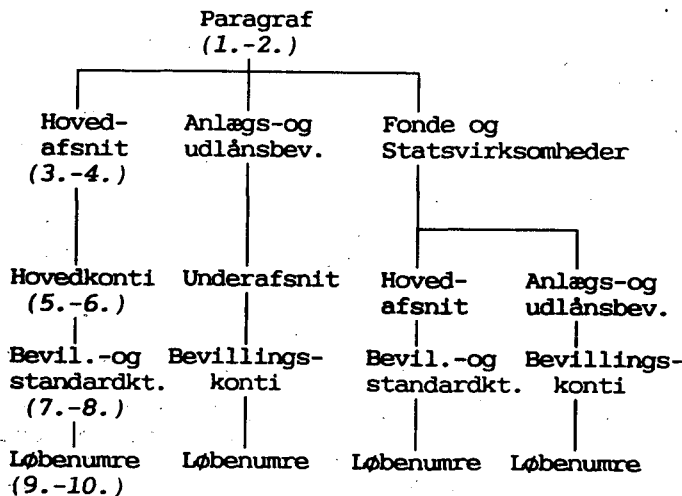 Paragraf
(1.-2.)
Hoved- Anlægs-og Fonde og
afsnit udlånsbev. Statsvirksomheder
(3.-4.)
Hovedkonti Underafsnit Hoved- Anlægs-og
(5.-6.) afsnit udlånsbev.
Bevil.-og Bevillings- Bevil.-og Bevillings-
standardkt. konti standardkt. konti
(7.-8.)
Løbenumre Løbenumre Løbenumre Løbenumre
(9.-10.)